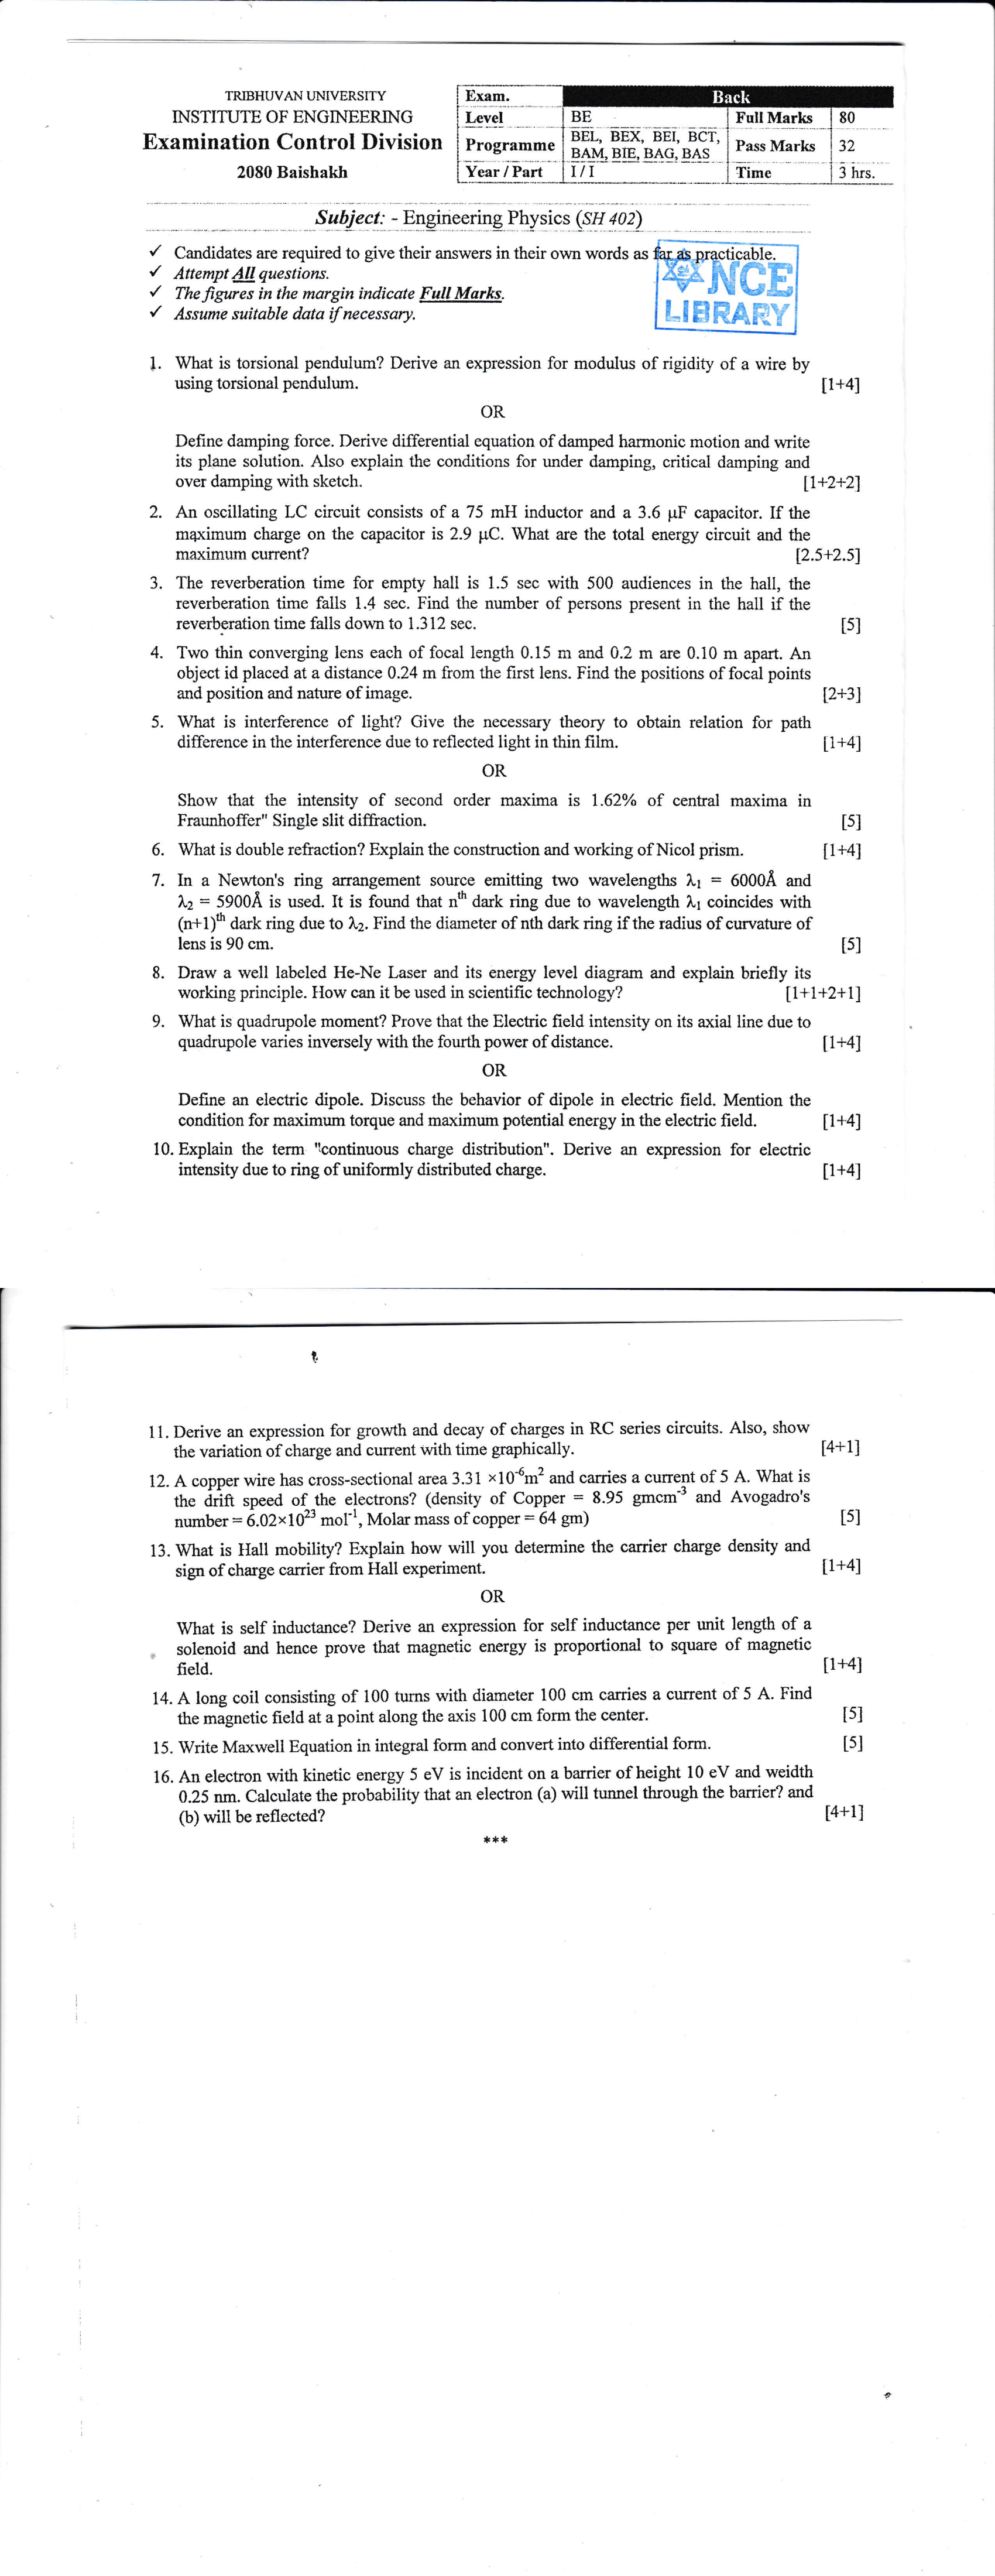 TRIBHUVAN UNIVERSITY
INSTITUTE OF ENGINEERING
Examination Control Division
2080 Baishakh
Exam. Back
Level BE Full Marks 80
Programme BEL, BEX, BEI, BCT, BAM, BIE, BAG, BAS Pass Marks 32
Year / Part I / I Time 3 hrs.
Subject: - Engineering Physics (SH 402)
✓ Candidates are required to give their answers in their own words as far as practicable.
✓ Attempt All questions.
✓ The figures in the margin indicate Full Marks.
✓ Assume suitable data if necessary.
NCE
LIBRARY
1. What is torsional pendulum? Derive an expression for modulus of rigidity of a wire by
using torsional pendulum. [1+4]
OR
Define damping force. Derive differential equation of damped harmonic motion and write
its plane solution. Also explain the conditions for under damping, critical damping and
over damping with sketch. [1+2+2]
2. An oscillating LC circuit consists of a 75 mH inductor and a 3.6 μF capacitor. If the
maximum charge on the capacitor is 2.9 μC. What are the total energy circuit and the
maximum current? [2.5+2.5]
3. The reverberation time for empty hall is 1.5 sec with 500 audiences in the hall, the
reverberation time falls 1.4 sec. Find the number of persons present in the hall if the
reverberation time falls down to 1.312 sec. [5]
4. Two thin converging lens each of focal length 0.15 m and 0.2 m are 0.10 m apart. An
object id placed at a distance 0.24 m from the first lens. Find the positions of focal points
and position and nature of image. [2+3]
5. What is interference of light? Give the necessary theory to obtain relation for path
difference in the interference due to reflected light in thin film. [1+4]
OR
Show that the intensity of second order maxima is 1.62% of central maxima in
Fraunhoffer" Single slit diffraction. [5]
6. What is double refraction? Explain the construction and working of Nicol prism. [1+4]
7. In a Newton's ring arrangement source emitting two wavelengths λ₁ = 6000Å and
λ₂ = 5900Å is used. It is found that nᵗʰ dark ring due to wavelength λ₁ coincides with
(n+1)ᵗʰ dark ring due to λ₂. Find the diameter of nth dark ring if the radius of curvature of
lens is 90 cm. [5]
8. Draw a well labeled He-Ne Laser and its energy level diagram and explain briefly its
working principle. How can it be used in scientific technology? [1+1+2+1]
9. What is quadrupole moment? Prove that the Electric field intensity on its axial line due to
quadrupole varies inversely with the fourth power of distance. [1+4]
OR
Define an electric dipole. Discuss the behavior of dipole in electric field. Mention the
condition for maximum torque and maximum potential energy in the electric field. [1+4]
10. Explain the term "continuous charge distribution". Derive an expression for electric
intensity due to ring of uniformly distributed charge. [1+4]
11. Derive an expression for growth and decay of charges in RC series circuits. Also, show
the variation of charge and current with time graphically. [4+1]
12. A copper wire has cross-sectional area 3.31 ×10⁻⁶m² and carries a current of 5 A. What is
the drift speed of the electrons? (density of Copper = 8.95 gmcm⁻³ and Avogadro's
number = 6.02×10²³ mol⁻¹, Molar mass of copper = 64 gm) [5]
13. What is Hall mobility? Explain how will you determine the carrier charge density and
sign of charge carrier from Hall experiment. [1+4]
OR
What is self inductance? Derive an expression for self inductance per unit length of a
solenoid and hence prove that magnetic energy is proportional to square of magnetic
field. [1+4]
14. A long coil consisting of 100 turns with diameter 100 cm carries a current of 5 A. Find
the magnetic field at a point along the axis 100 cm form the center. [5]
15. Write Maxwell Equation in integral form and convert into differential form. [5]
16. An electron with kinetic energy 5 eV is incident on a barrier of height 10 eV and weidth
0.25 nm. Calculate the probability that an electron (a) will tunnel through the barrier? and
(b) will be reflected? [4+1]
***